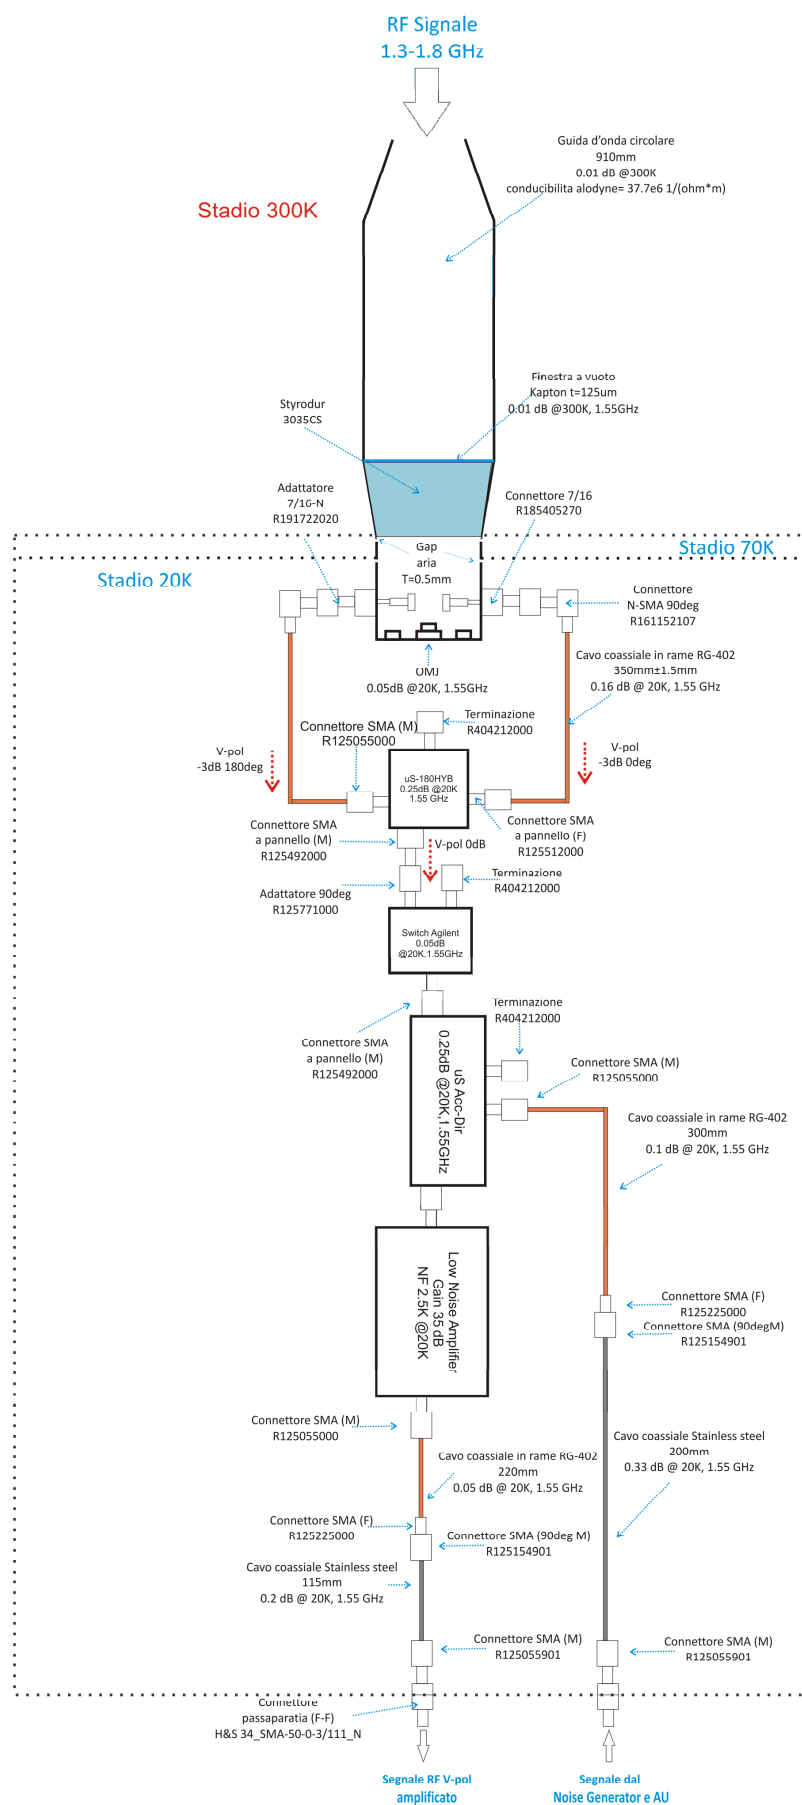 RF Signale
1.3-1.8 GHz
Guida d'onda circolare
910mm
0.01 dB @300K
conducibilita alodyne= 37.7e6 1/(ohm*m)
Stadio 300K
Finestra a vuoto
Kapton t=125um
0.01 dB @300K, 1.55GHz
Styrodur
3035CS
Adattatore
7/16-N
R191722020
Connettore 7/16
R185405270
Gap
aria
T=0.5mm
Stadio 70K
Stadio 20K
Connettore
N-SMA 90deg
R161152107
OMJ
0.05dB @20K, 1.55GHz
Cavo coassiale in rame RG-402
350mm±1.5mm
0.16 dB @ 20K, 1.55 GHz
Connettore SMA (M)
R125055000
Terminazione
R404212000
V-pol
-3dB 180deg
V-pol
-3dB 0deg
uS-180HYB
0.25dB @20K
1.55 GHz
Connettore SMA
a pannello (M)
R125492000
Connettore SMA
a pannello (F)
R125512000
V-pol 0dB
Adattatore 90deg
R125771000
Terminazione
R404212000
Switch Agilent
0.05dB
@20K,1.55GHz
Terminazione
R404212000
Connettore SMA
a pannello (M)
R125492000
uS Acc-Dir
0.25dB @20K,1.55GHz
Connettore SMA (M)
R125055000
Cavo coassiale in rame RG-402
300mm
0.1 dB @ 20K, 1.55 GHz
Low Noise Amplifier
Gain 35 dB
NF 2.5K @20K
Connettore SMA (F)
R125225000
Connettore SMA (90degM)
R125154901
Connettore SMA (M)
R125055000
Cavo coassiale in rame RG-402
220mm
0.05 dB @ 20K, 1.55 GHz
Cavo coassiale Stainless steel
200mm
0.33 dB @ 20K, 1.55 GHz
Connettore SMA (F)
R125225000
Connettore SMA (90deg M)
R125154901
Cavo coassiale Stainless steel
115mm
0.2 dB @ 20K, 1.55 GHz
Connettore SMA (M)
R125055901
Connettore SMA (M)
R125055901
Connettore
passaparatia (F-F)
H&S 34_SMA-50-0-3/111_N
Segnale RF V-pol
amplificato
Segnale dal
Noise Generator e AU